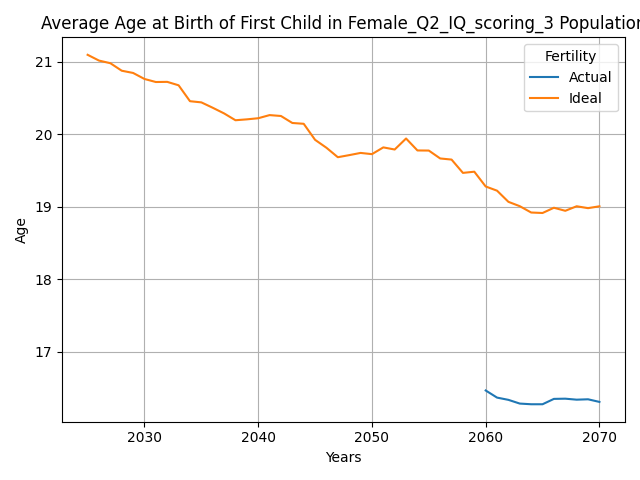 Average Age at Birth of First Child in Female_Q2_IQ_scoring_3 Population
Fertility
Actual
Ideal
21
20
19
18
17
Age
2030
2040
2050
2060
2070
Years